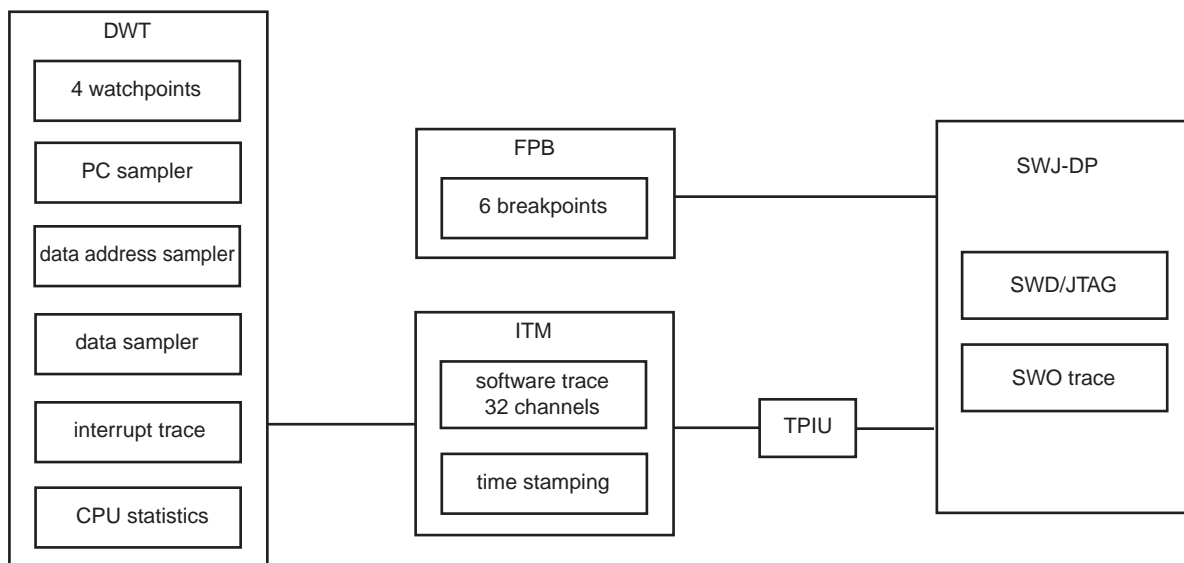 DWT
4 watchpoints
PC sampler
data address sampler
data sampler
interrupt trace
CPU statistics
FPB
6 breakpoints
ITM
software trace
32 channels
time stamping
TPIU
SWJ-DP
SWD/JTAG
SWO trace